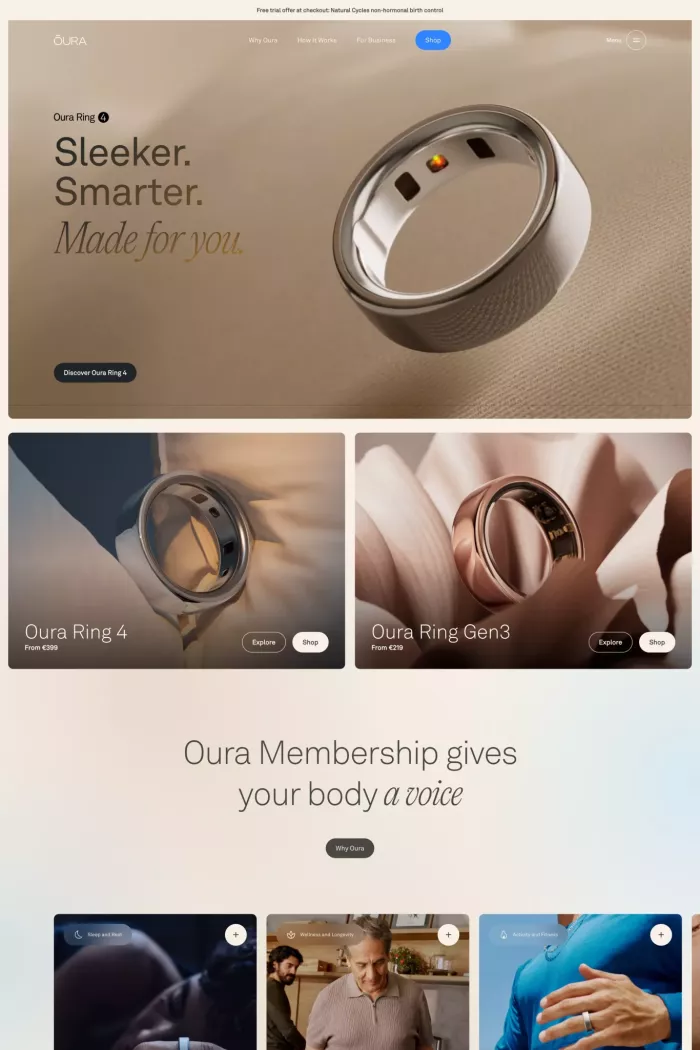 Free trial offer at checkout: Natural Cycles non-hormonal birth control
ŌURA
Why Oura
How it Works
For Business
Shop
Menu
Oura Ring 4
Sleeker.
Smarter.
Made for you.
Discover Oura Ring 4
Oura Ring 4
From €399
Explore
Shop
Oura Ring Gen3
From €219
Explore
Shop
Oura Membership gives
your body a voice
Why Oura
Sleep and Rest
Wellness and Longevity
Activity and Fitness